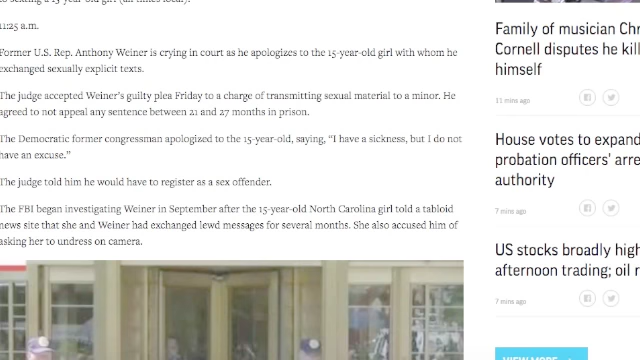 11:25 a.m.
Former U.S. Rep. Anthony Weiner is crying in court as he apologizes to the 15-year-old girl with whom he
exchanged sexually explicit texts.
The judge accepted Weiner's guilty plea Friday to a charge of transmitting sexual material to a minor. He
agreed to not appeal any sentence between 21 and 27 months in prison.
The Democratic former congressman apologized to the 15-year-old, saying, "I have a sickness, but I do not
have an excuse."
The judge told him he would have to register as a sex offender.
The FBI began investigating Weiner in September after the 15-year-old North Carolina girl told a tabloid
news site that she and Weiner had exchanged lewd messages for several months. She also accused him of
asking her to undress on camera.
Family of musician Chr
Cornell disputes he kill
himself
11 mins ago
House votes to expand
probation officers' arre
authority
7 mins ago
US stocks broadly high
afternoon trading; oil r
7 mins ago
VIEW MORE